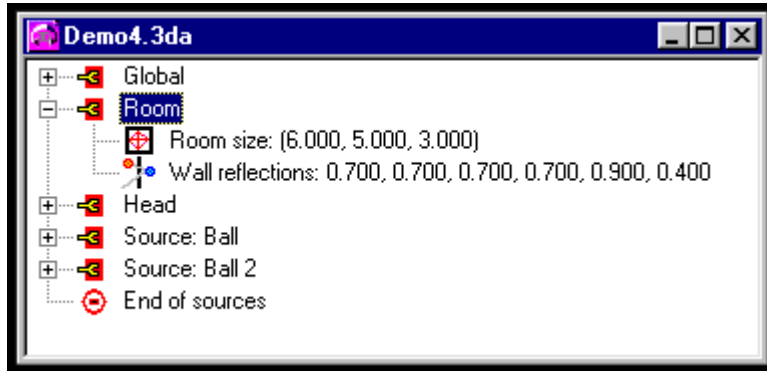 Demo4.3da
Global
Room
Room size: (6.000, 5.000, 3.000)
Wall reflections: 0.700, 0.700, 0.700, 0.700, 0.900, 0.400
Head
Source: Ball
Source: Ball 2
End of sources